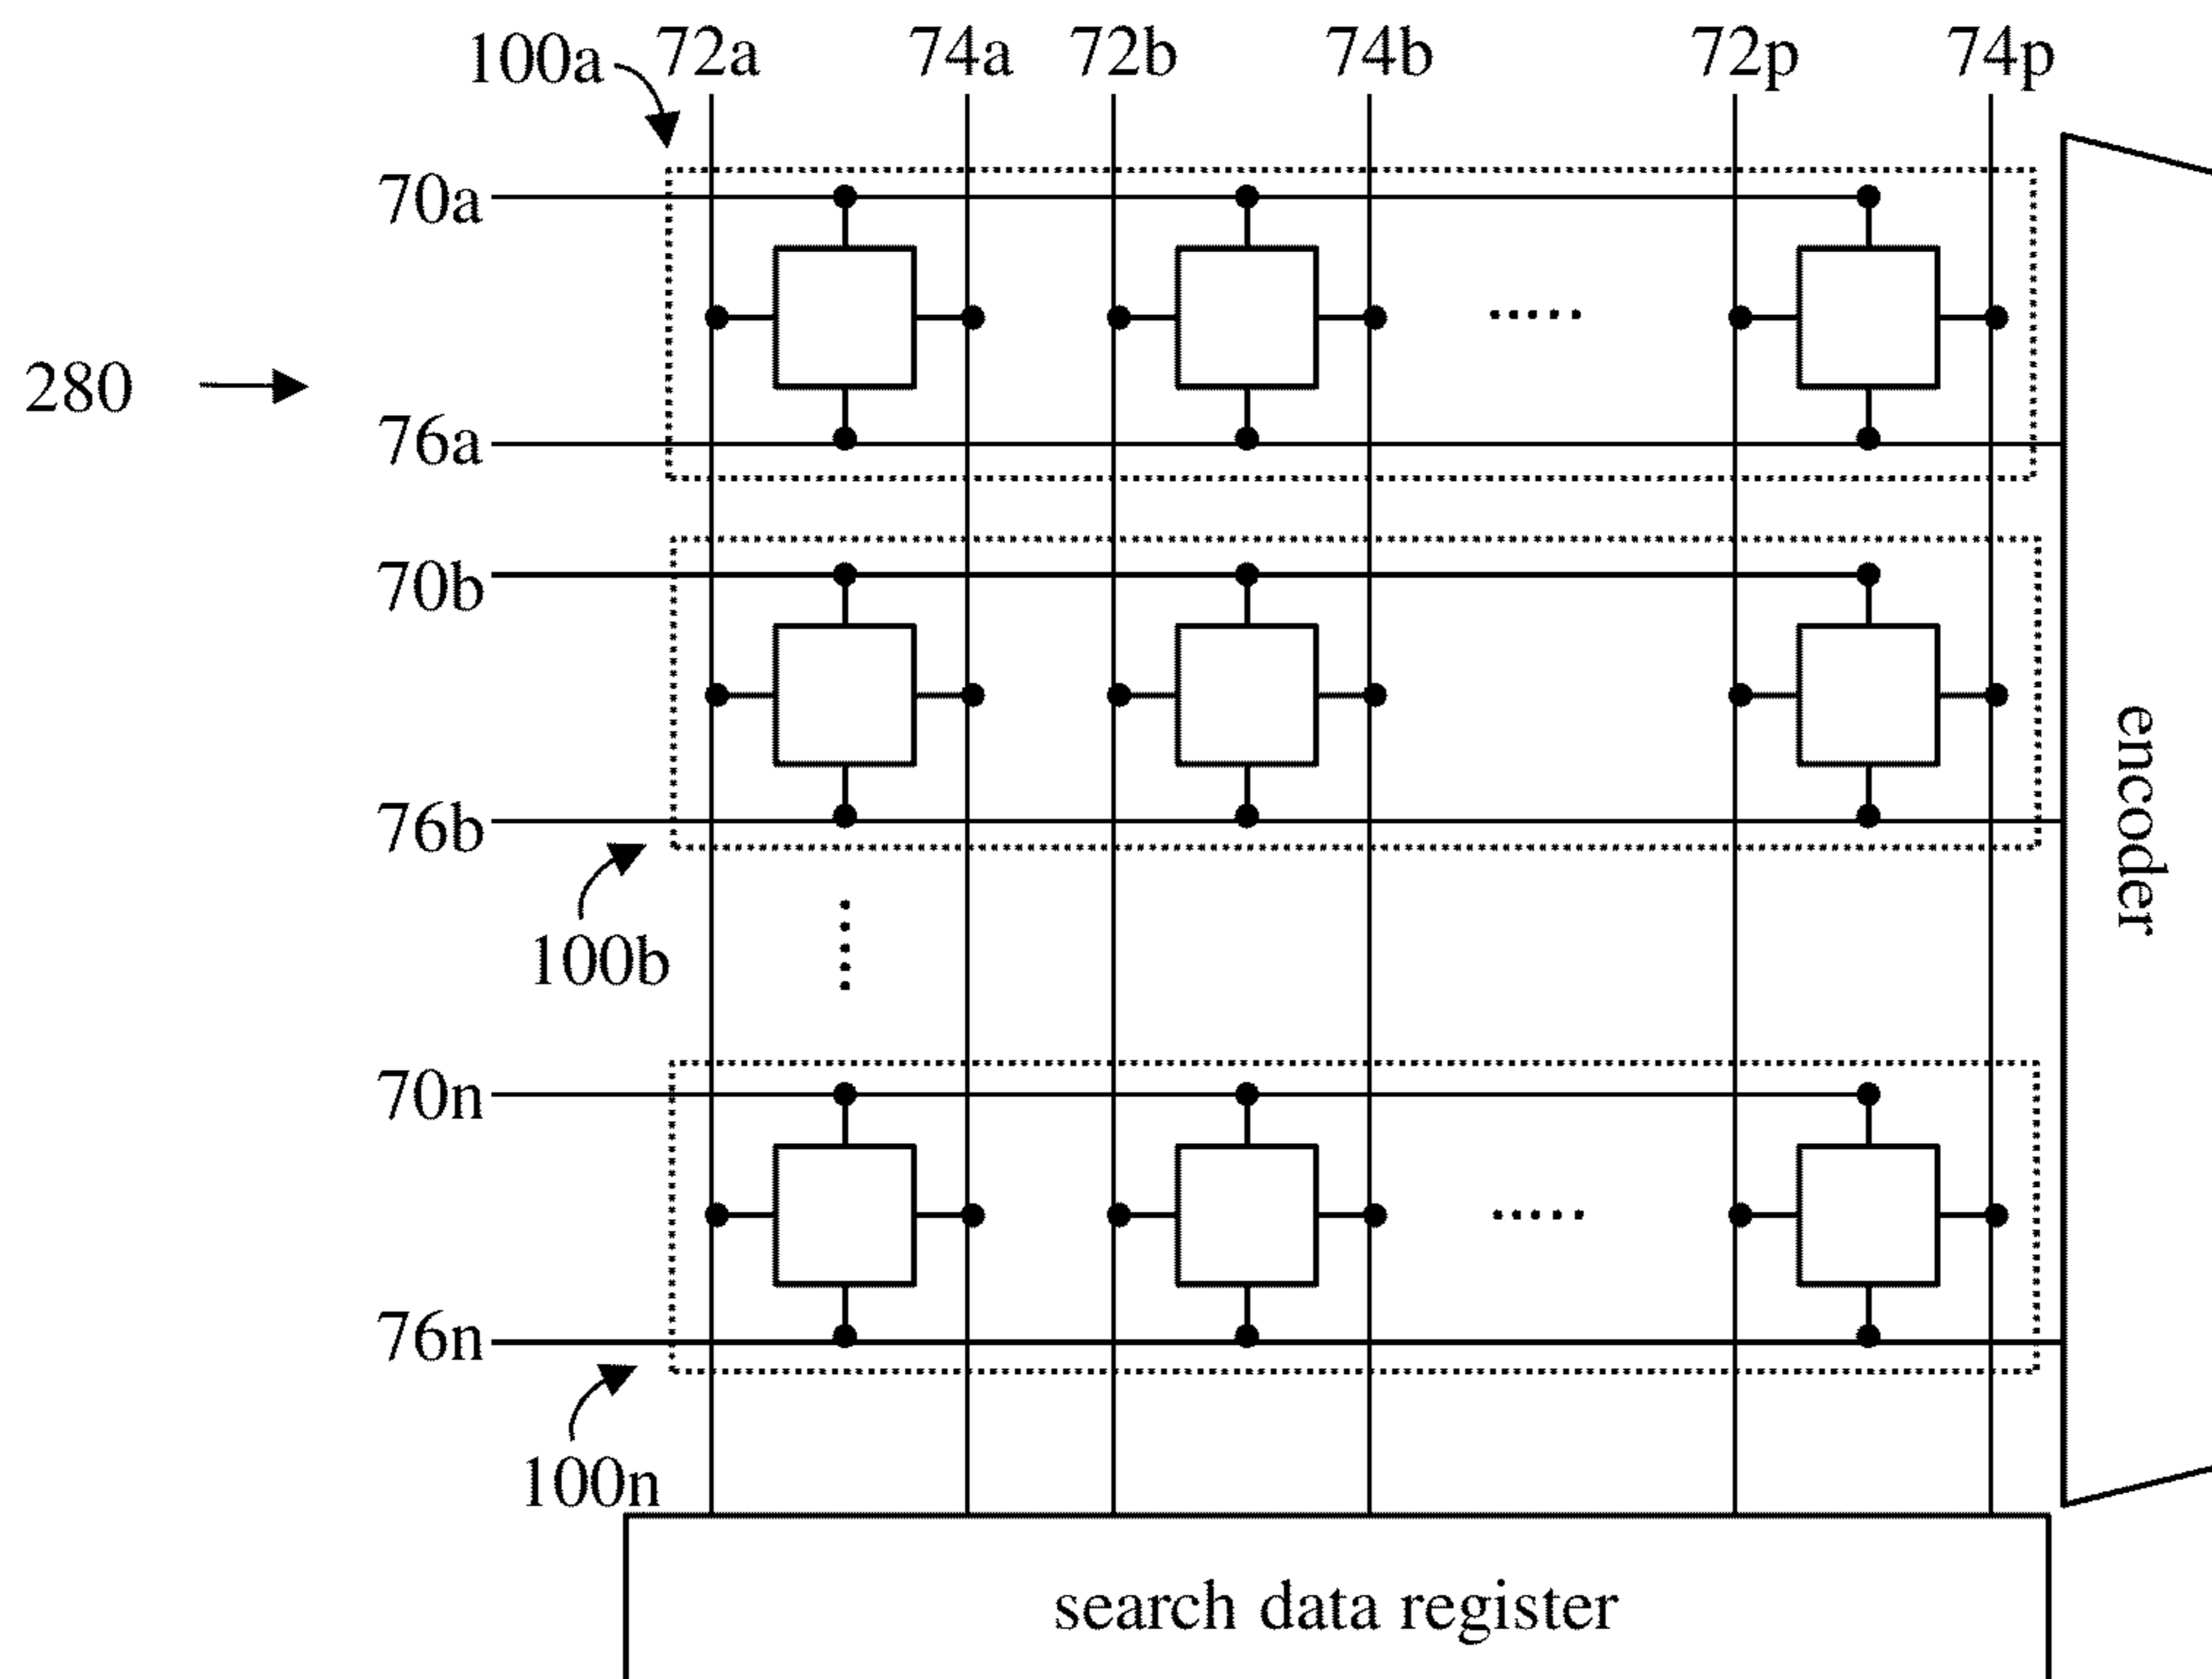 100a 72a 74a 72b 74b 72p 74p
70a
280
76a
70b
encoder
76b
100b
70n
76n
100n
search data register